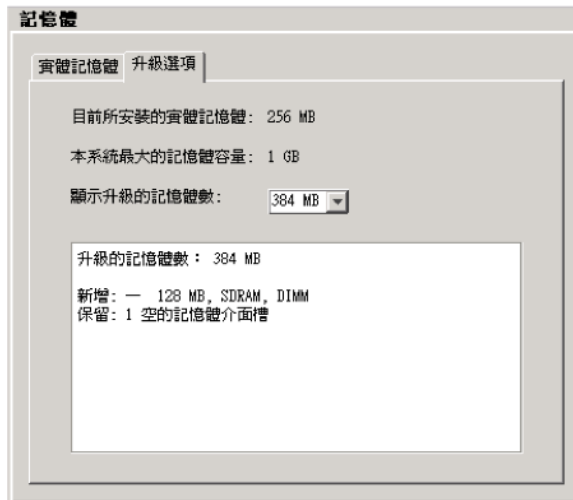 記憶體
實體記憶體 升級選項
目前所安裝的實體記憶體: 256 MB
本系統最大的記憶體容量: 1 GB
顯示升級的記憶體數: 384 MB
升級的記憶體數: 384 MB
新增: 一 128 MB, SDRAM, DIMM
保留: 1 空的記憶體介面槽